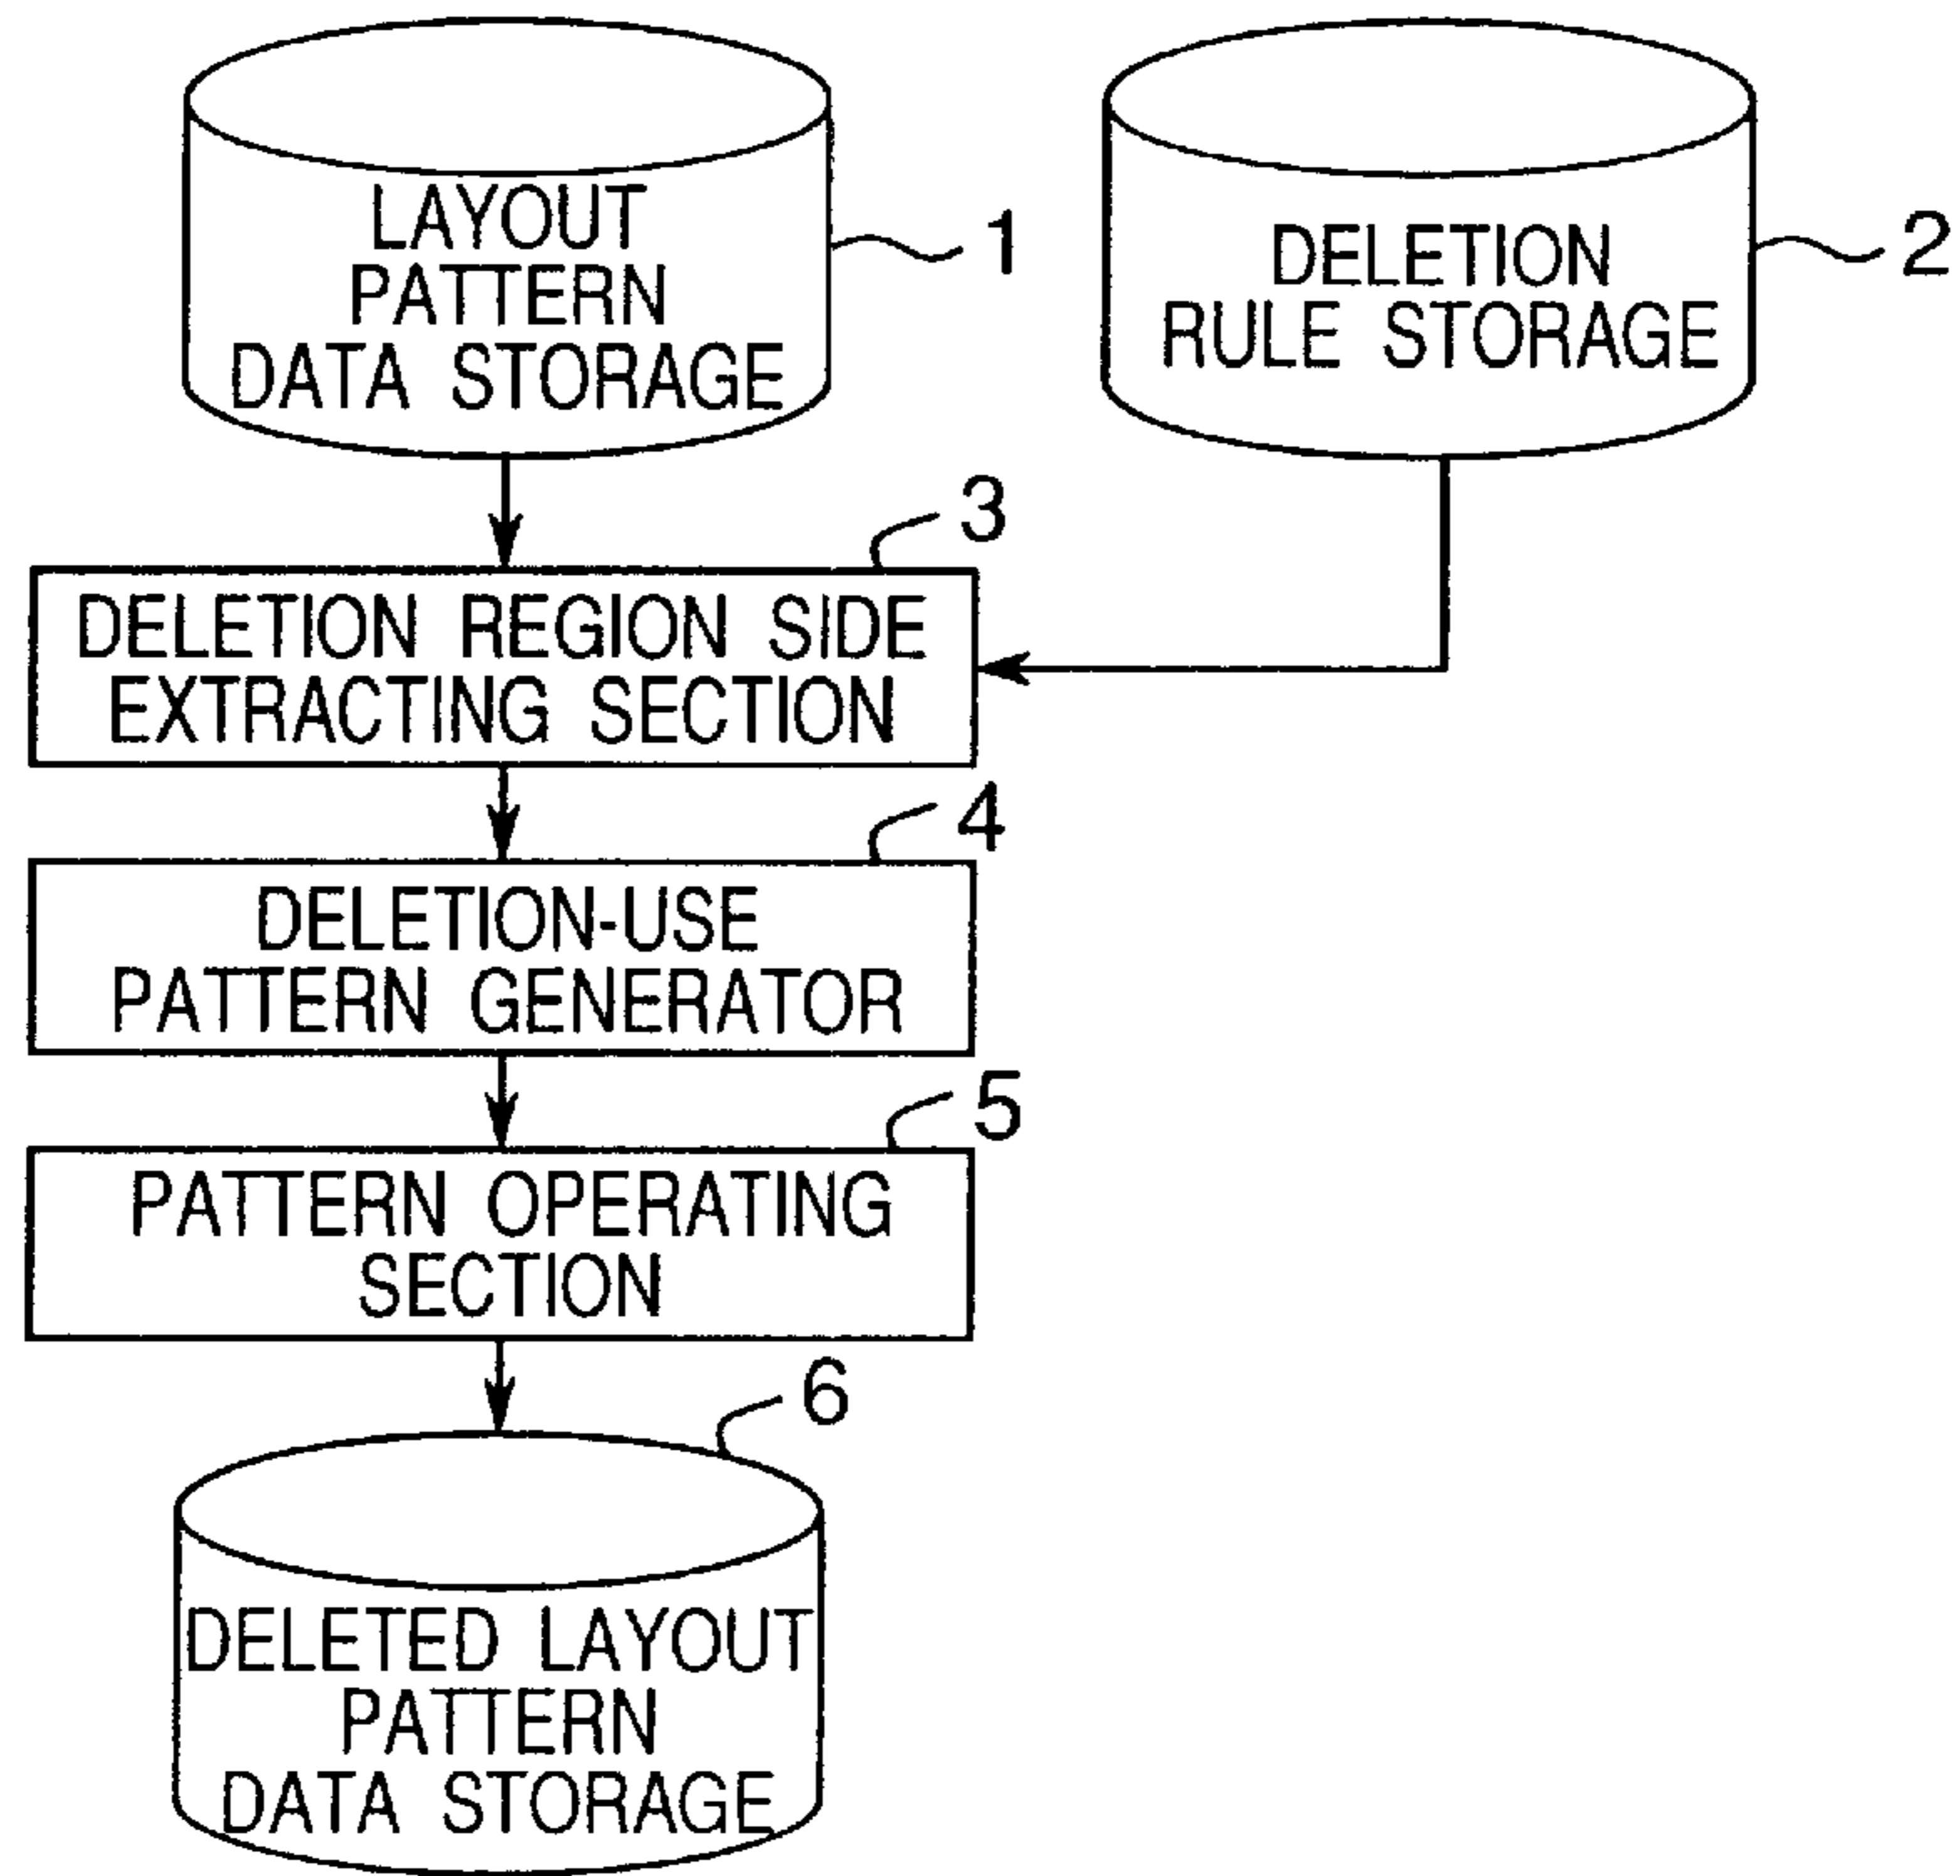 LAYOUT
PATTERN
DATA STORAGE
1
DELETION
RULE STORAGE
2
3
DELETION REGION SIDE
EXTRACTING SECTION
4
DELETION-USE
PATTERN GENERATOR
5
PATTERN OPERATING
SECTION
6
DELETED LAYOUT
PATTERN
DATA STORAGE